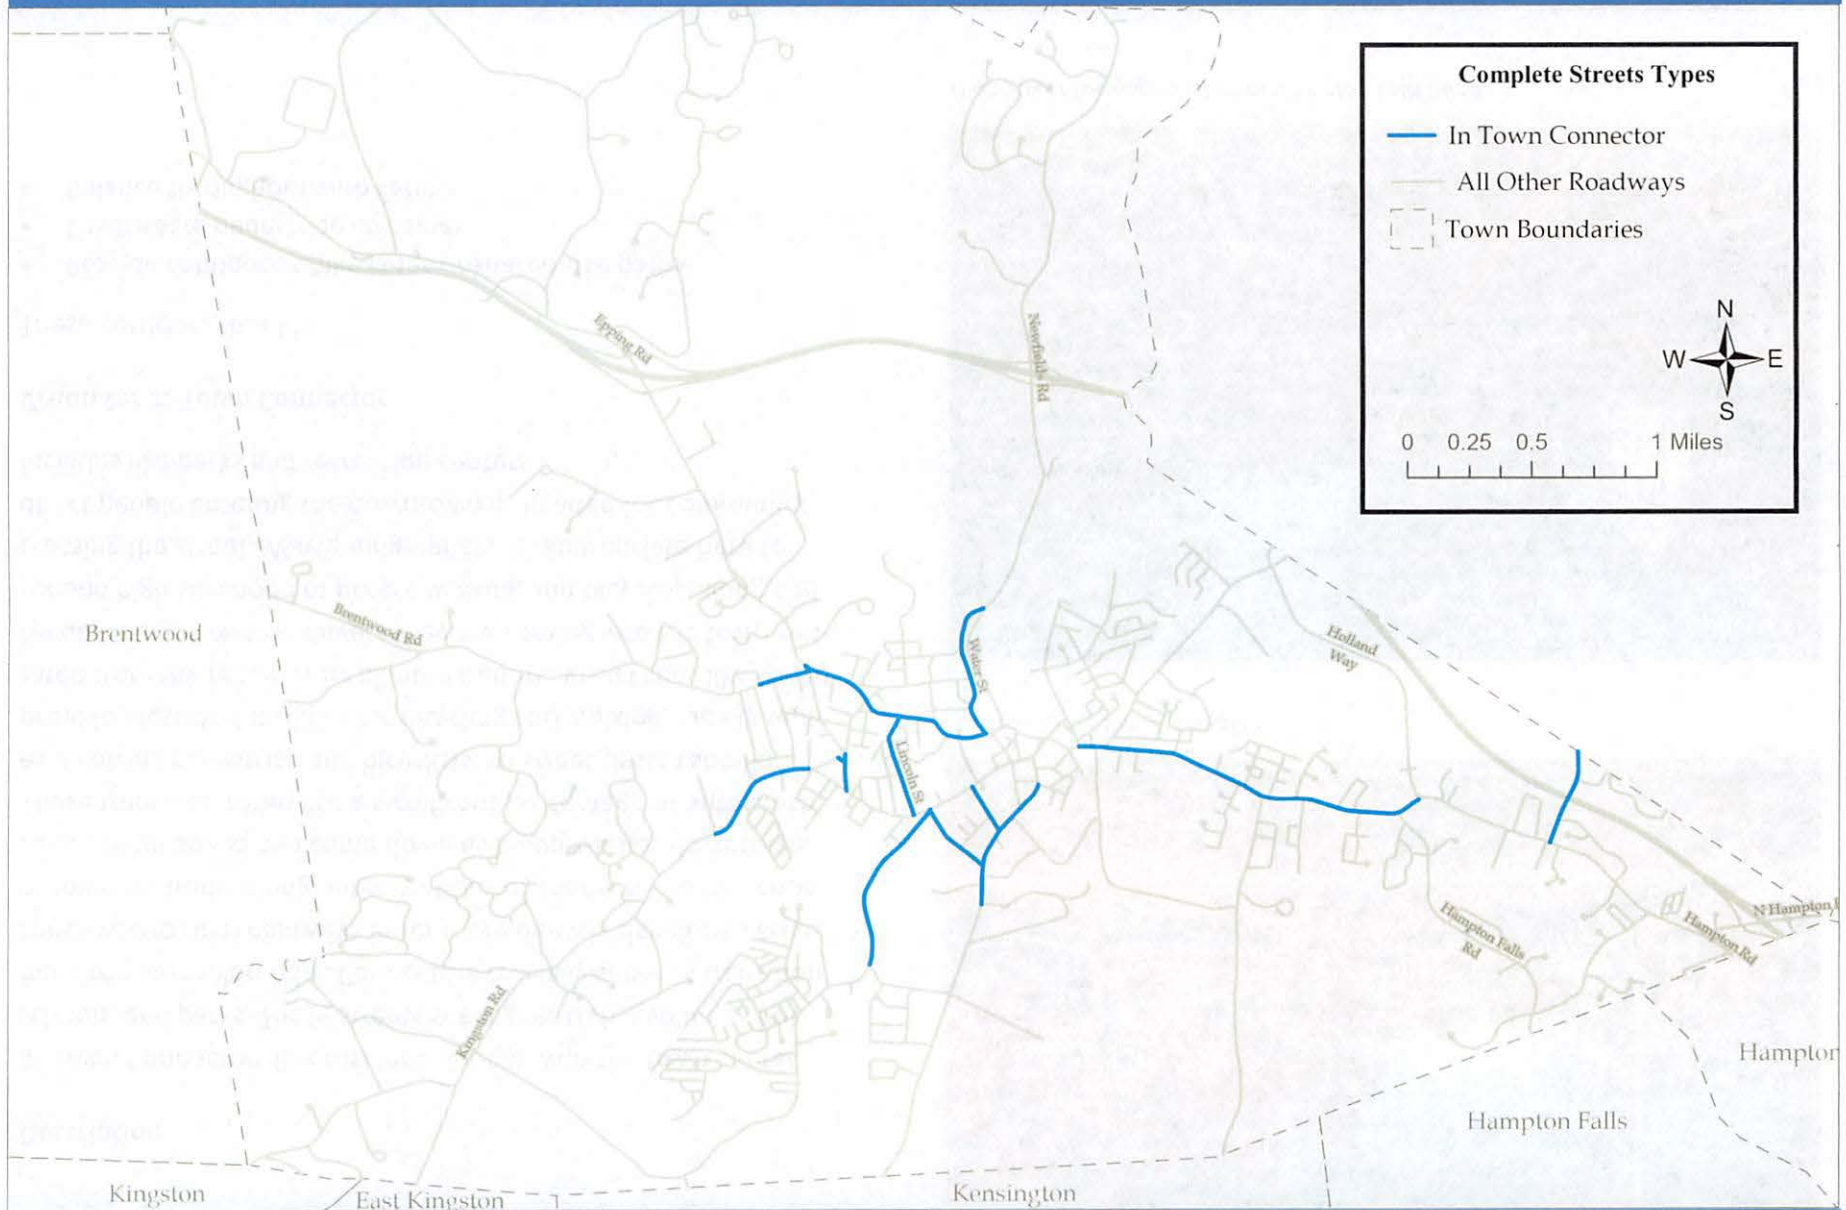 Complete Streets Types
In Town Connector
All Other Roadways
Town Boundaries
N
W E
S
0 0.25 0.5 1 Miles
Epping Rd
Newfields Rd
Brentwood
Brentwood Rd
Water St
Holland
Way
Lincoln St
N Hampton
Hampton Rd
Hampton Falls
Rd
Kingston Rd
Hampton
Hampton Falls
Kingston
East Kingston
Kensington